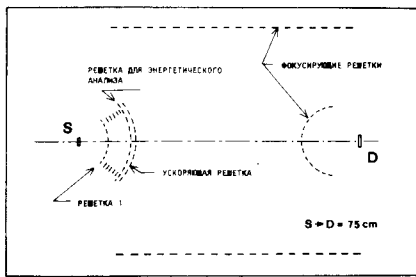 РЕШЕТКА ДЛЯ ЭНЕРГЕТИЧЕСКОГО
АНАЛИЗА
ФОКУСИРУЮЩИЕ РЕШЕТКИ
S
D
УСКОРЯЮЩАЯ РЕШЕТКА
РЕШЕТКА 1
S → D = 75 cm